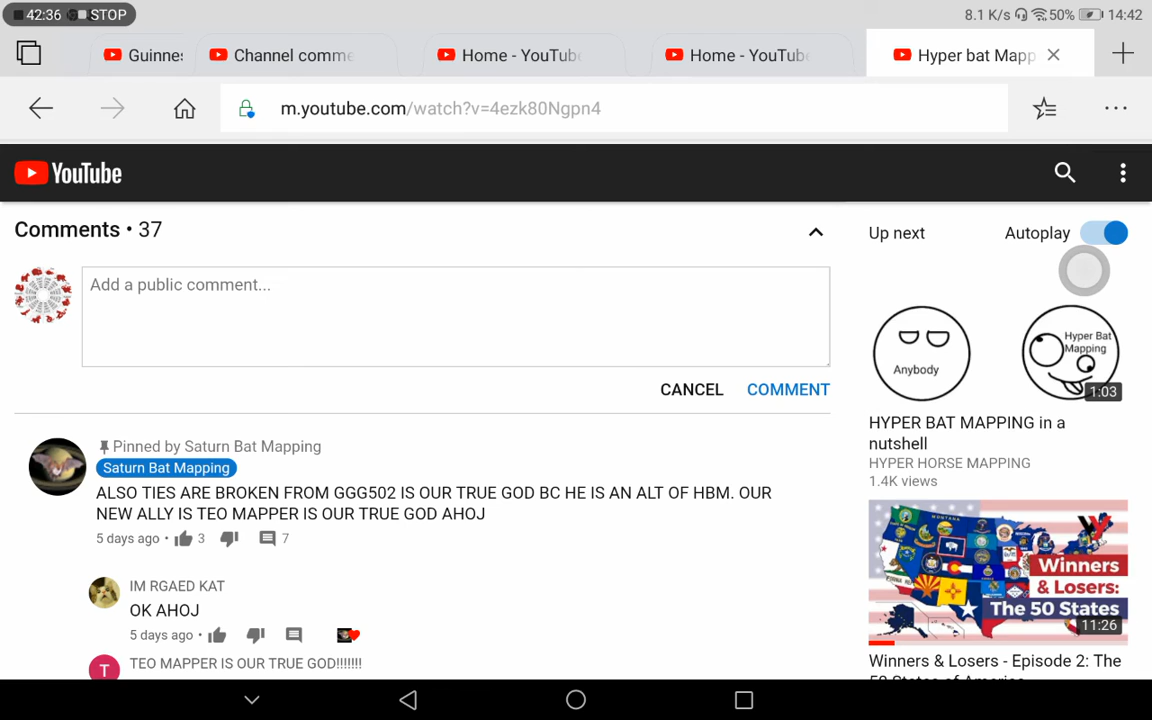 42:36 STOP
8.1 K/s 50% 14:42
Guinnes
Channel comme
Home - YouTube
Home - YouTube
Hyper bat Mapp
m.youtube.com/watch?v=4ezk80Ngpn4
YouTube
Comments • 37
Up next
Autoplay
Add a public comment...
CANCEL
COMMENT
Pinned by Saturn Bat Mapping
Saturn Bat Mapping
ALSO TIES ARE BROKEN FROM GGG502 IS OUR TRUE GOD BC HE IS AN ALT OF HBM. OUR
NEW ALLY IS TEO MAPPER IS OUR TRUE GOD AHOJ
5 days ago • 3 7
IM RGAED KAT
OK AHOJ
5 days ago •
T
TEO MAPPER IS OUR TRUE GOD!!!!!!!
Anybody
Hyper Bat
Mapping
1:03
HYPER BAT MAPPING in a
nutshell
HYPER HORSE MAPPING
1.4K views
MONTANA
Winners
& Losers:
The 50 States
11:26
Winners & Losers - Episode 2: The